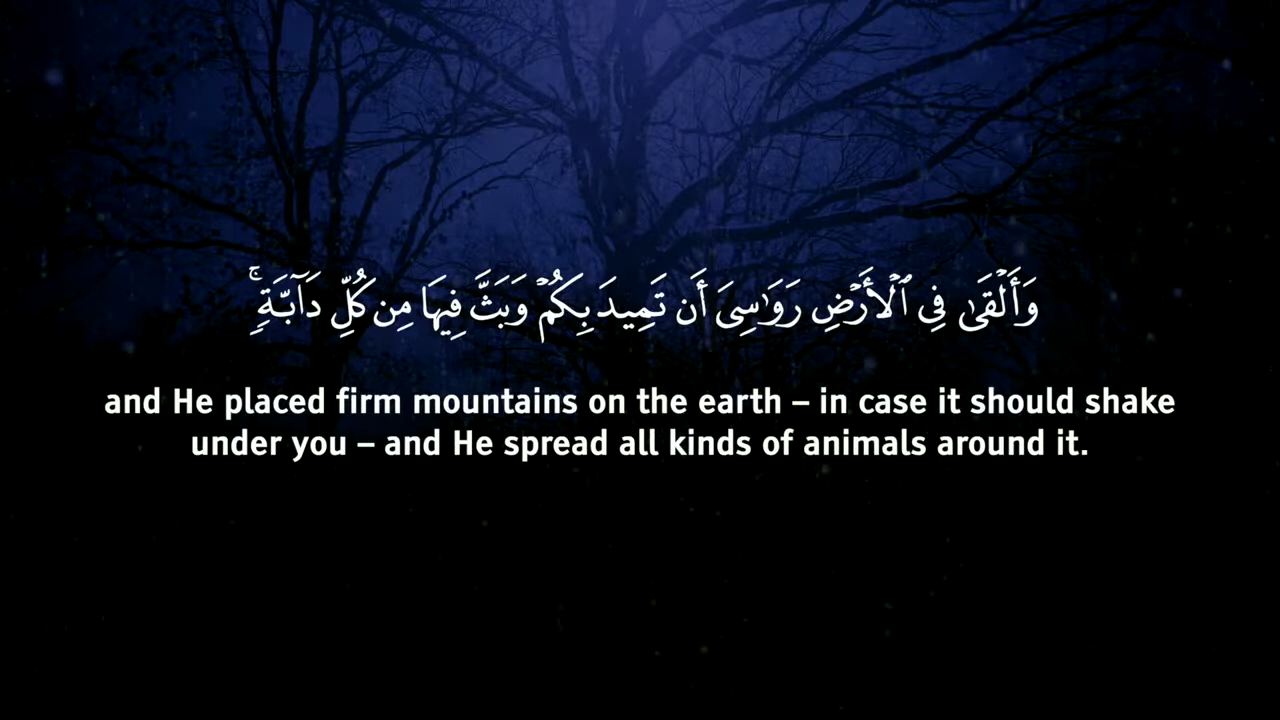 وَأَلْقَىٰ فِى ٱلْأَرْضِ رَوَٰسِىَ أَن تَمِيدَ بِكُمْ وَبَثَّ فِيهَا مِن كُلِّ دَآبَّةٍۢ ۚ
and He placed firm mountains on the earth – in case it should shake
under you – and He spread all kinds of animals around it.